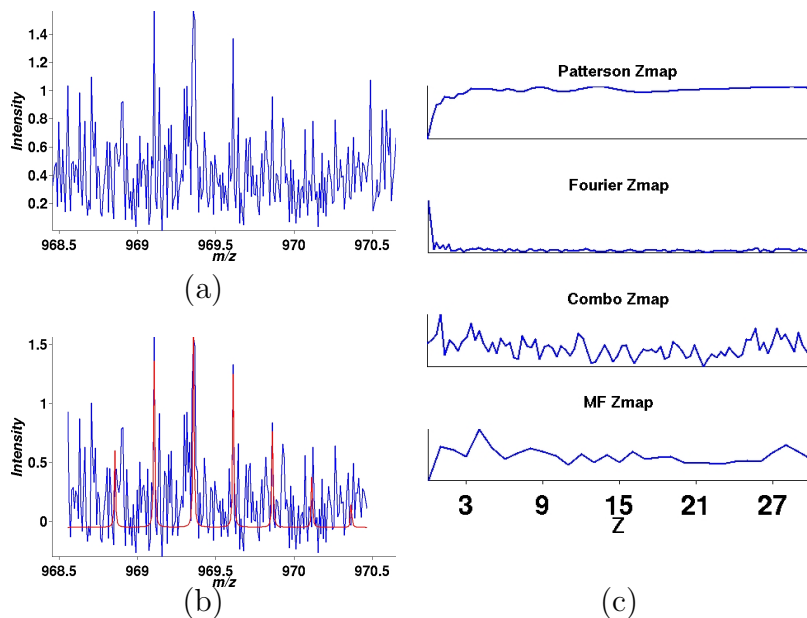 1.4
1.2
1
0.8
0.6
0.4
0.2
Intensity
968.5 969 969.5 970 970.5
m/z
(a)
1.5
1
0.5
0
Intensity
968.5 969 969.5 970 970.5
m/z
(b)
Patterson Zmap
Fourier Zmap
Combo Zmap
MF Zmap
3 9 15 21 27
Z
(c)